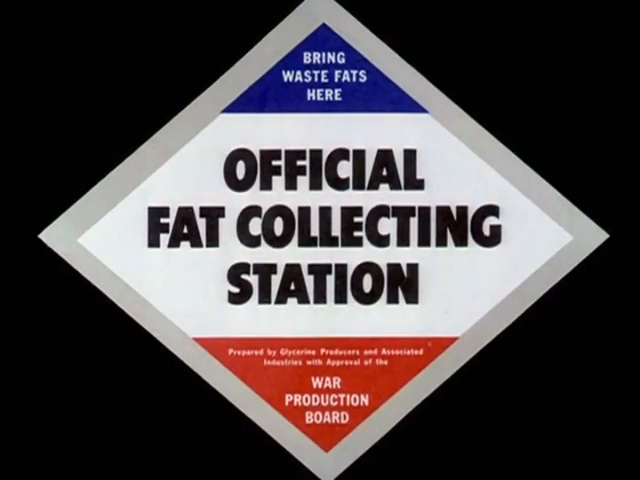 BRING
WASTE FATS
HERE
OFFICIAL
FAT COLLECTING
STATION
Prepared by Glycerine Producers and Associated
Industries with Approval of the
WAR
PRODUCTION
BOARD